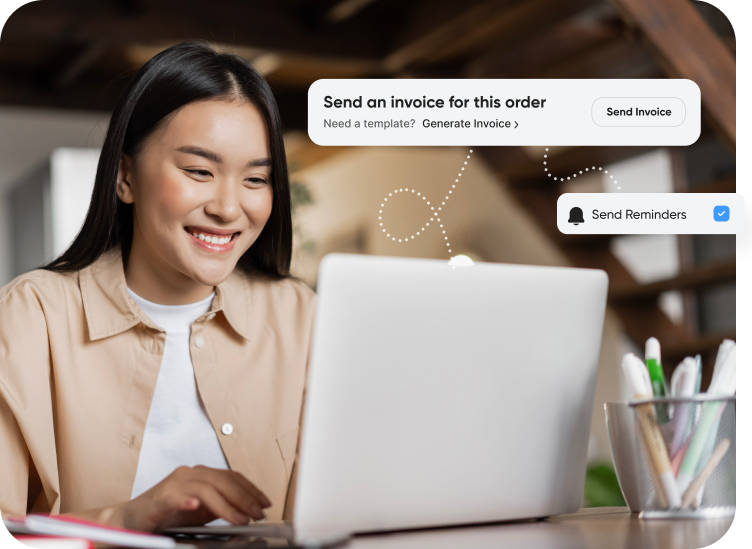 Send an invoice for this order
Need a template? Generate Invoice >
Send Invoice
Send Reminders